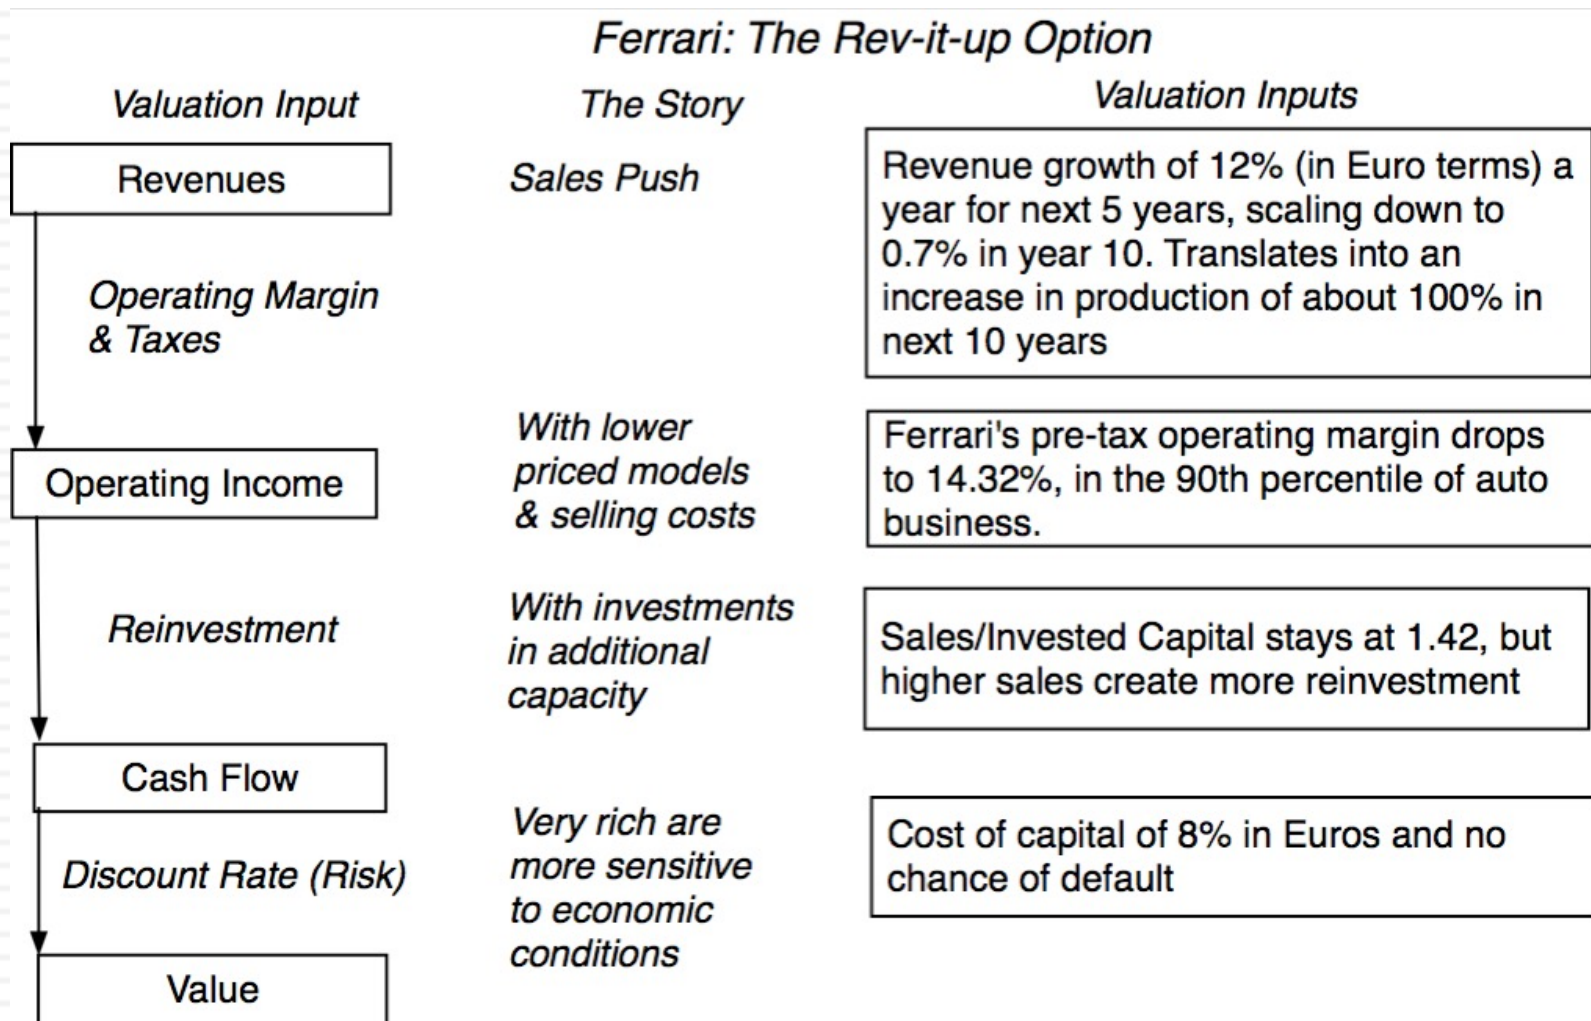 Ferrari: The Rev-it-up Option
Valuation Input
The Story
Valuation Inputs
Revenues
Sales Push
Revenue growth of 12% (in Euro terms) a
year for next 5 years, scaling down to
0.7% in year 10. Translates into an
increase in production of about 100% in
next 10 years
Operating Margin
& Taxes
Operating Income
With lower
priced models
& selling costs
Ferrari's pre-tax operating margin drops
to 14.32%, in the 90th percentile of auto
business.
Reinvestment
With investments
in additional
capacity
Sales/Invested Capital stays at 1.42, but
higher sales create more reinvestment
Cash Flow
Discount Rate (Risk)
Very rich are
more sensitive
to economic
conditions
Cost of capital of 8% in Euros and no
chance of default
Value